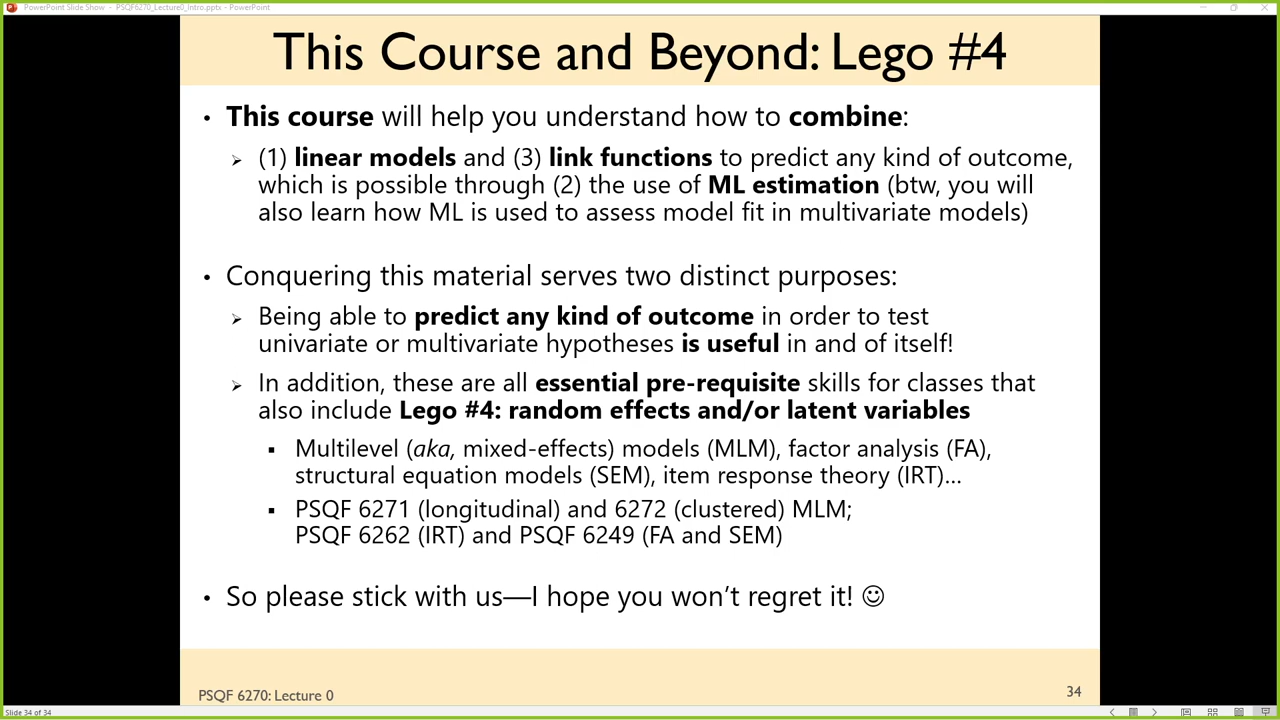 PowerPoint Slide Show - PSQF6270_Lecture0_Intro.pptx - PowerPoint
This Course and Beyond: Lego #4
• This course will help you understand how to combine:
➢ (1) linear models and (3) link functions to predict any kind of outcome,
which is possible through (2) the use of ML estimation (btw, you will
also learn how ML is used to assess model fit in multivariate models)
• Conquering this material serves two distinct purposes:
➢ Being able to predict any kind of outcome in order to test
univariate or multivariate hypotheses is useful in and of itself!
➢ In addition, these are all essential pre-requisite skills for classes that
also include Lego #4: random effects and/or latent variables
▪ Multilevel (aka, mixed-effects) models (MLM), factor analysis (FA),
structural equation models (SEM), item response theory (IRT)…
▪ PSQF 6271 (longitudinal) and 6272 (clustered) MLM;
PSQF 6262 (IRT) and PSQF 6249 (FA and SEM)
• So please stick with us—I hope you won’t regret it! ☺
PSQF 6270: Lecture 0
34
Slide 34 of 34